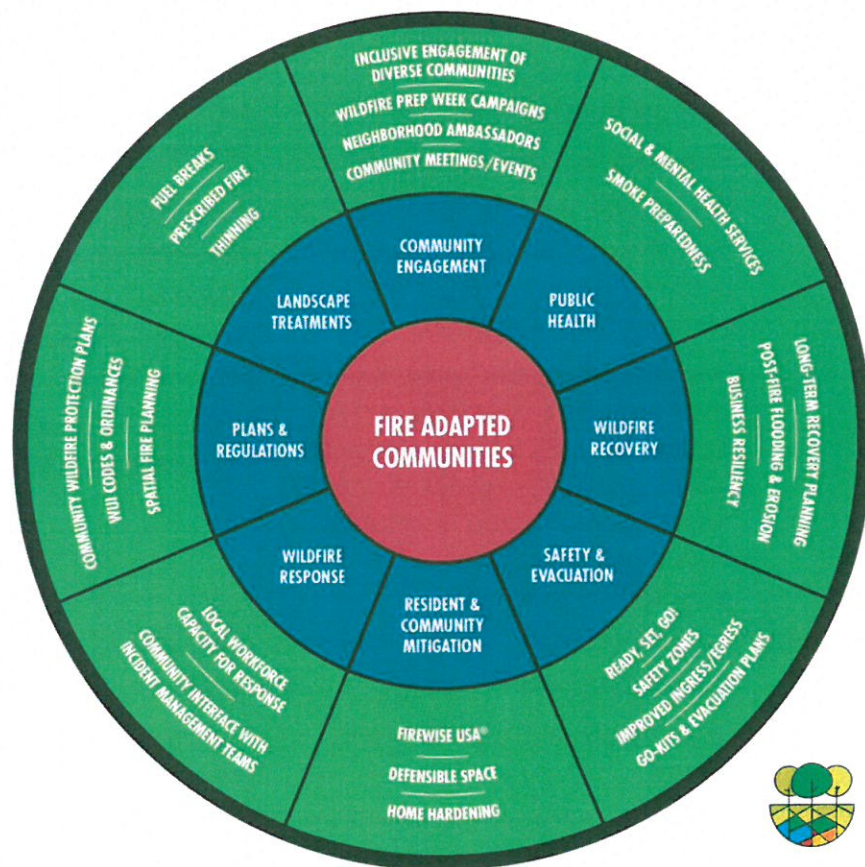 FIRE ADAPTED
COMMUNITIES
COMMUNITY
ENGAGEMENT
INCLUSIVE ENGAGEMENT OF
DIVERSE COMMUNITIES
WILDFIRE PREP WEEK CAMPAIGNS
NEIGHBORHOOD AMBASSADORS
COMMUNITY MEETINGS/EVENTS
PUBLIC
HEALTH
SOCIAL & MENTAL HEALTH SERVICES
SMOKE PREPAREDNESS
WILDFIRE
RECOVERY
LONG-TERM RECOVERY PLANNING
POST-FIRE FLOODING & EROSION
BUSINESS RESILIENCY
SAFETY &
EVACUATION
READY, SET, GO!
SAFETY ZONES
IMPROVED INGRESS/EGRESS
GO-KITS & EVACUATION PLANS
RESIDENT &
COMMUNITY
MITIGATION
FIREWISE USA®
DEFENSIBLE SPACE
HOME HARDENING
WILDFIRE
RESPONSE
LOCAL WORKFORCE
CAPACITY FOR RESPONSE
COMMUNITY INTERFACE WITH
INCIDENT MANAGEMENT TEAMS
PLANS &
REGULATIONS
COMMUNITY WILDFIRE PROTECTION PLANS
WUI CODES & ORDINANCES
SPATIAL FIRE PLANNING
LANDSCAPE
TREATMENTS
FUEL BREAKS
PRESCRIBED FIRE
THINNING